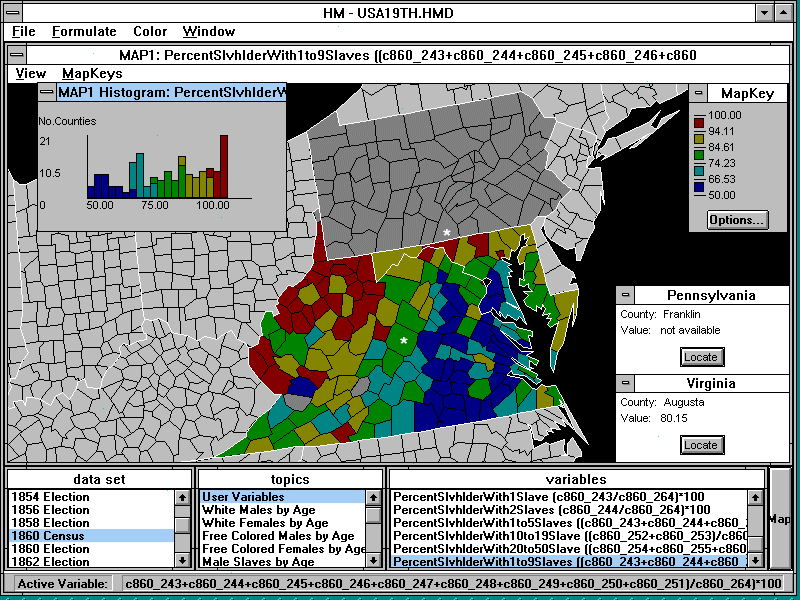 HM - USA19TH.HMD
File Formulate Color Window
MAP1: PercentSlvhlderWith1to9Slaves ((c860_243+c860_244+c860_245+c860_246+c860
View MapKeys
MAP1 Histogram: PercentSlvhlderW
No.Counties
21
10.5
0
50.00 75.00 100.00
MapKey
100.00
94.11
84.61
74.23
66.53
50.00
Options...
Pennsylvania
County: Franklin
Value: not available
Locate
Virginia
County: Augusta
Value: 80.15
Locate
data set
1854 Election
1856 Election
1858 Election
1860 Census
1860 Election
1862 Election
topics
User Variables
White Males by Age
White Females by Age
Free Colored Males by Age
Free Colored Females by Age
Male Slaves by Age
variables
PercentSlvhlderWith1Slave (c860_243/c860_264)*100
PercentSlvhlderWith2Slaves (c860_244/c860_264)*100
PercentSlvhlderWith1to5Slaves ((c860_243+c860_244+c860_
PercentSlvhlderWith10to19Slave ((c860_252+c860_253)/c860
PercentSlvhlderWith20to50Slave ((c860_254+c860_255+c860
PercentSlvhlderWith1to9Slaves ((c860_243+c860_244+c860_
Map
Active Variable: c860_243+c860_244+c860_245+c860_246+c860_247+c860_248+c860_249+c860_250+c860_251)/c860_264)*100